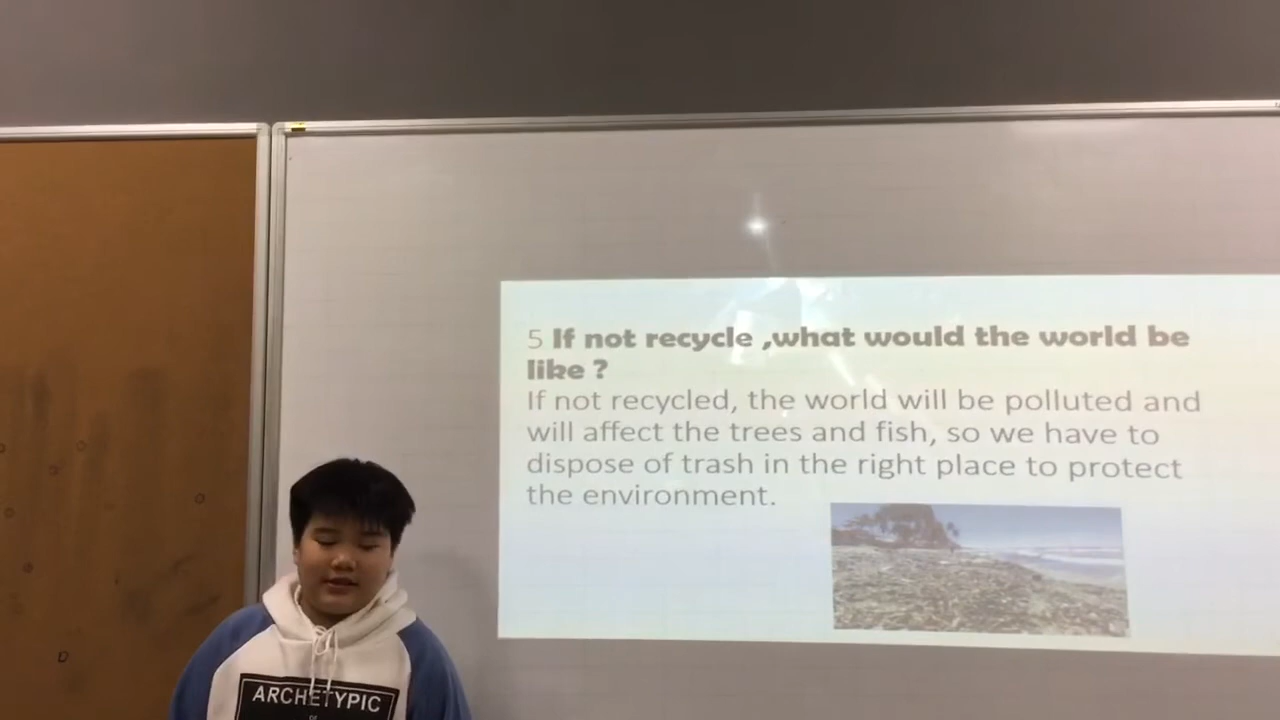 5 If not recycle ,what would the world be
like ?
If not recycled, the world will be polluted and
will affect the trees and fish, so we have to
dispose of trash in the right place to protect
the environment.
ARCHETYPIC
of